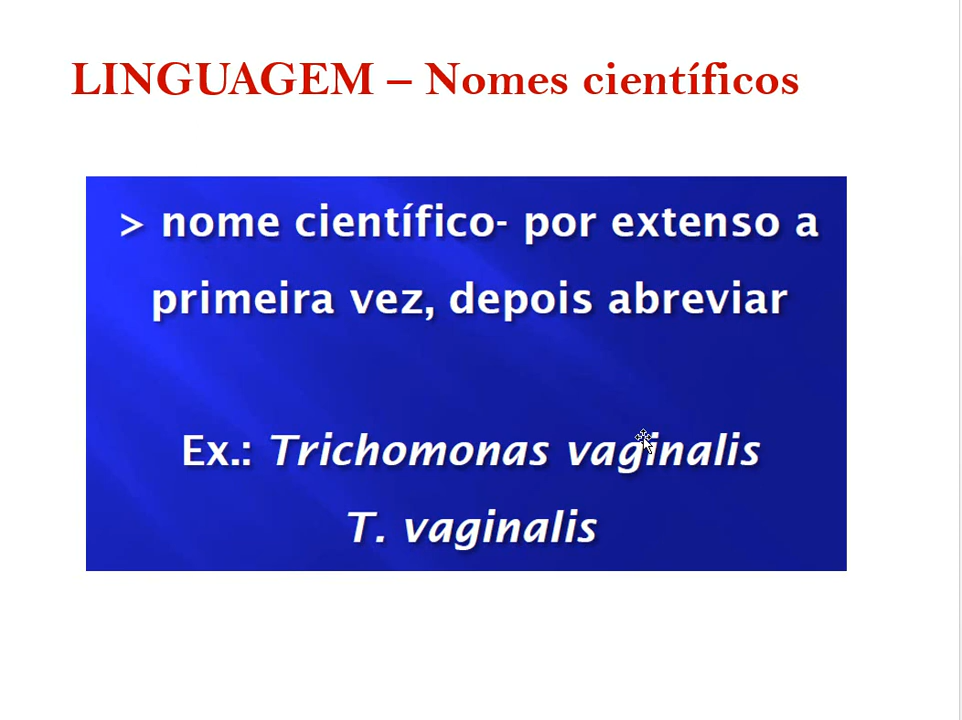 LINGUAGEM – Nomes científicos
> nome científico- por extenso a
primeira vez, depois abreviar
Ex.: Trichomonas vaginalis
T. vaginalis